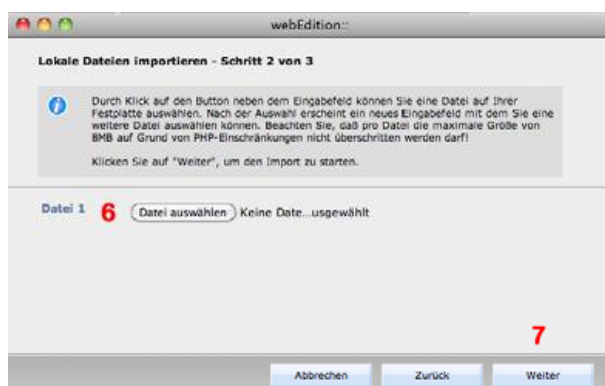 webEdition::
Lokale Dateien importieren - Schritt 2 von 3
Durch Klick auf den Button neben dem Eingabefeld können Sie eine Datei auf Ihrer
Festplatte auswählen. Nach der Auswahl erscheint ein neues Eingabefeld mit dem Sie eine
weitere Datei auswählen können. Beachten Sie, daß pro Datei die maximale Größe von
8MB auf Grund von PHP-Einschränkungen nicht überschritten werden darf!
Klicken Sie auf "Weiter", um den Import zu starten.
Datei 1 6 Datei auswählen Keine Date...usgewählt
7
Abbrechen Zurück Weiter